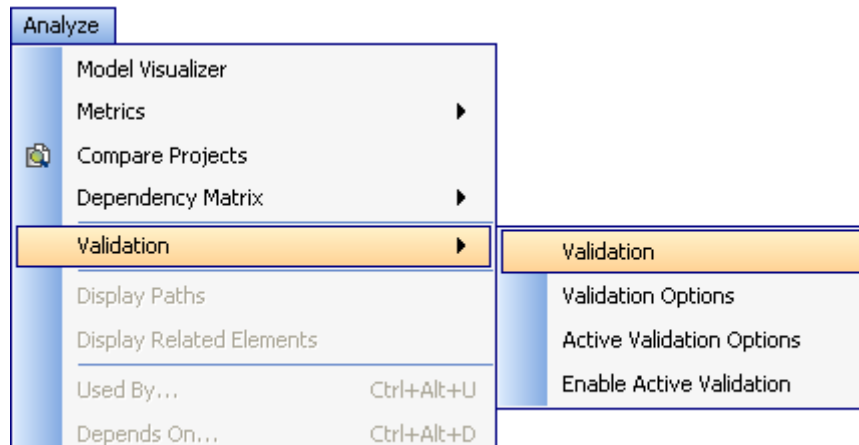 Analyze
Model Visualizer
Metrics
Compare Projects
Dependency Matrix
Validation
Display Paths
Display Related Elements
Used By... Ctrl+Alt+U
Depends On... Ctrl+Alt+D
Validation
Validation Options
Active Validation Options
Enable Active Validation